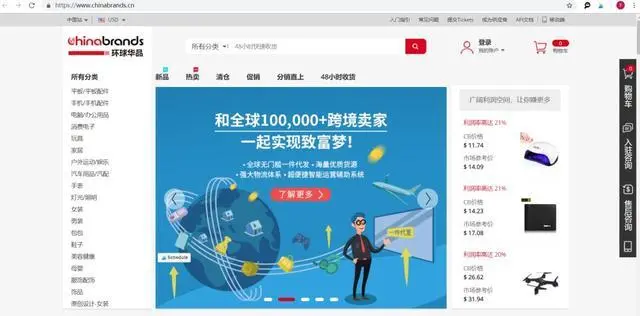 https://www.chinabrands.cn
中国站
USD
入门指引
常见问题
提交Tickets
成为供应商
API文档
移动端
Chinabrands
环球华品
所有分类
48小时快速收货
登录
我的账户
0
购物车
所有分类
新品
热卖
清仓
促销
分销直上
48小时收货
平板/平板配件
手机/手机配件
电脑/办公用品
消费电子
玩具
家居
户外运动/娱乐
汽车用品/汽配
手表
灯光/照明
女装
男装
包包
鞋子
美容健康
母婴
服饰配饰
饰品
原创设计-女装
和全球100,000+跨境卖家
一起实现致富梦!
• 全球无门槛一件代发 • 海量优质货源
• 强大物流体系 • 超便捷智能运营辅助系统
了解更多
一件代发
Schedule
广阔利润空间，让你赚更多
利润率高达 21%
CB价格
$ 11.74
市场参考价
$ 14.09
利润率高达 21%
CB价格
$ 14.23
市场参考价
$ 17.08
利润率高达 20%
CB价格
$ 26.62
市场参考价
$ 31.94
0
购物车
入驻咨询
售后咨询